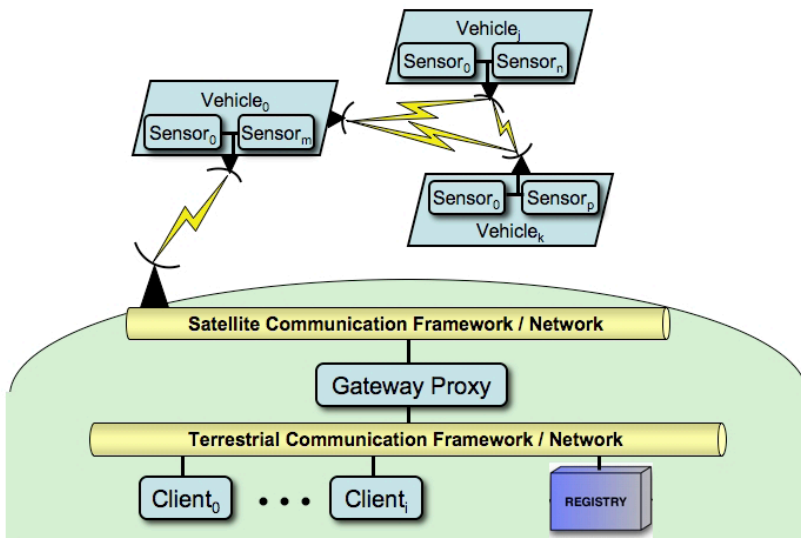 Vehicleⱼ
Sensor₀ Sensorₙ
Vehicle₀
Sensor₀ Sensorₘ
Sensor₀ Sensorₚ
Vehicleₖ
Satellite Communication Framework / Network
Gateway Proxy
Terrestrial Communication Framework / Network
Client₀ • • • Clientᵢ
REGISTRY